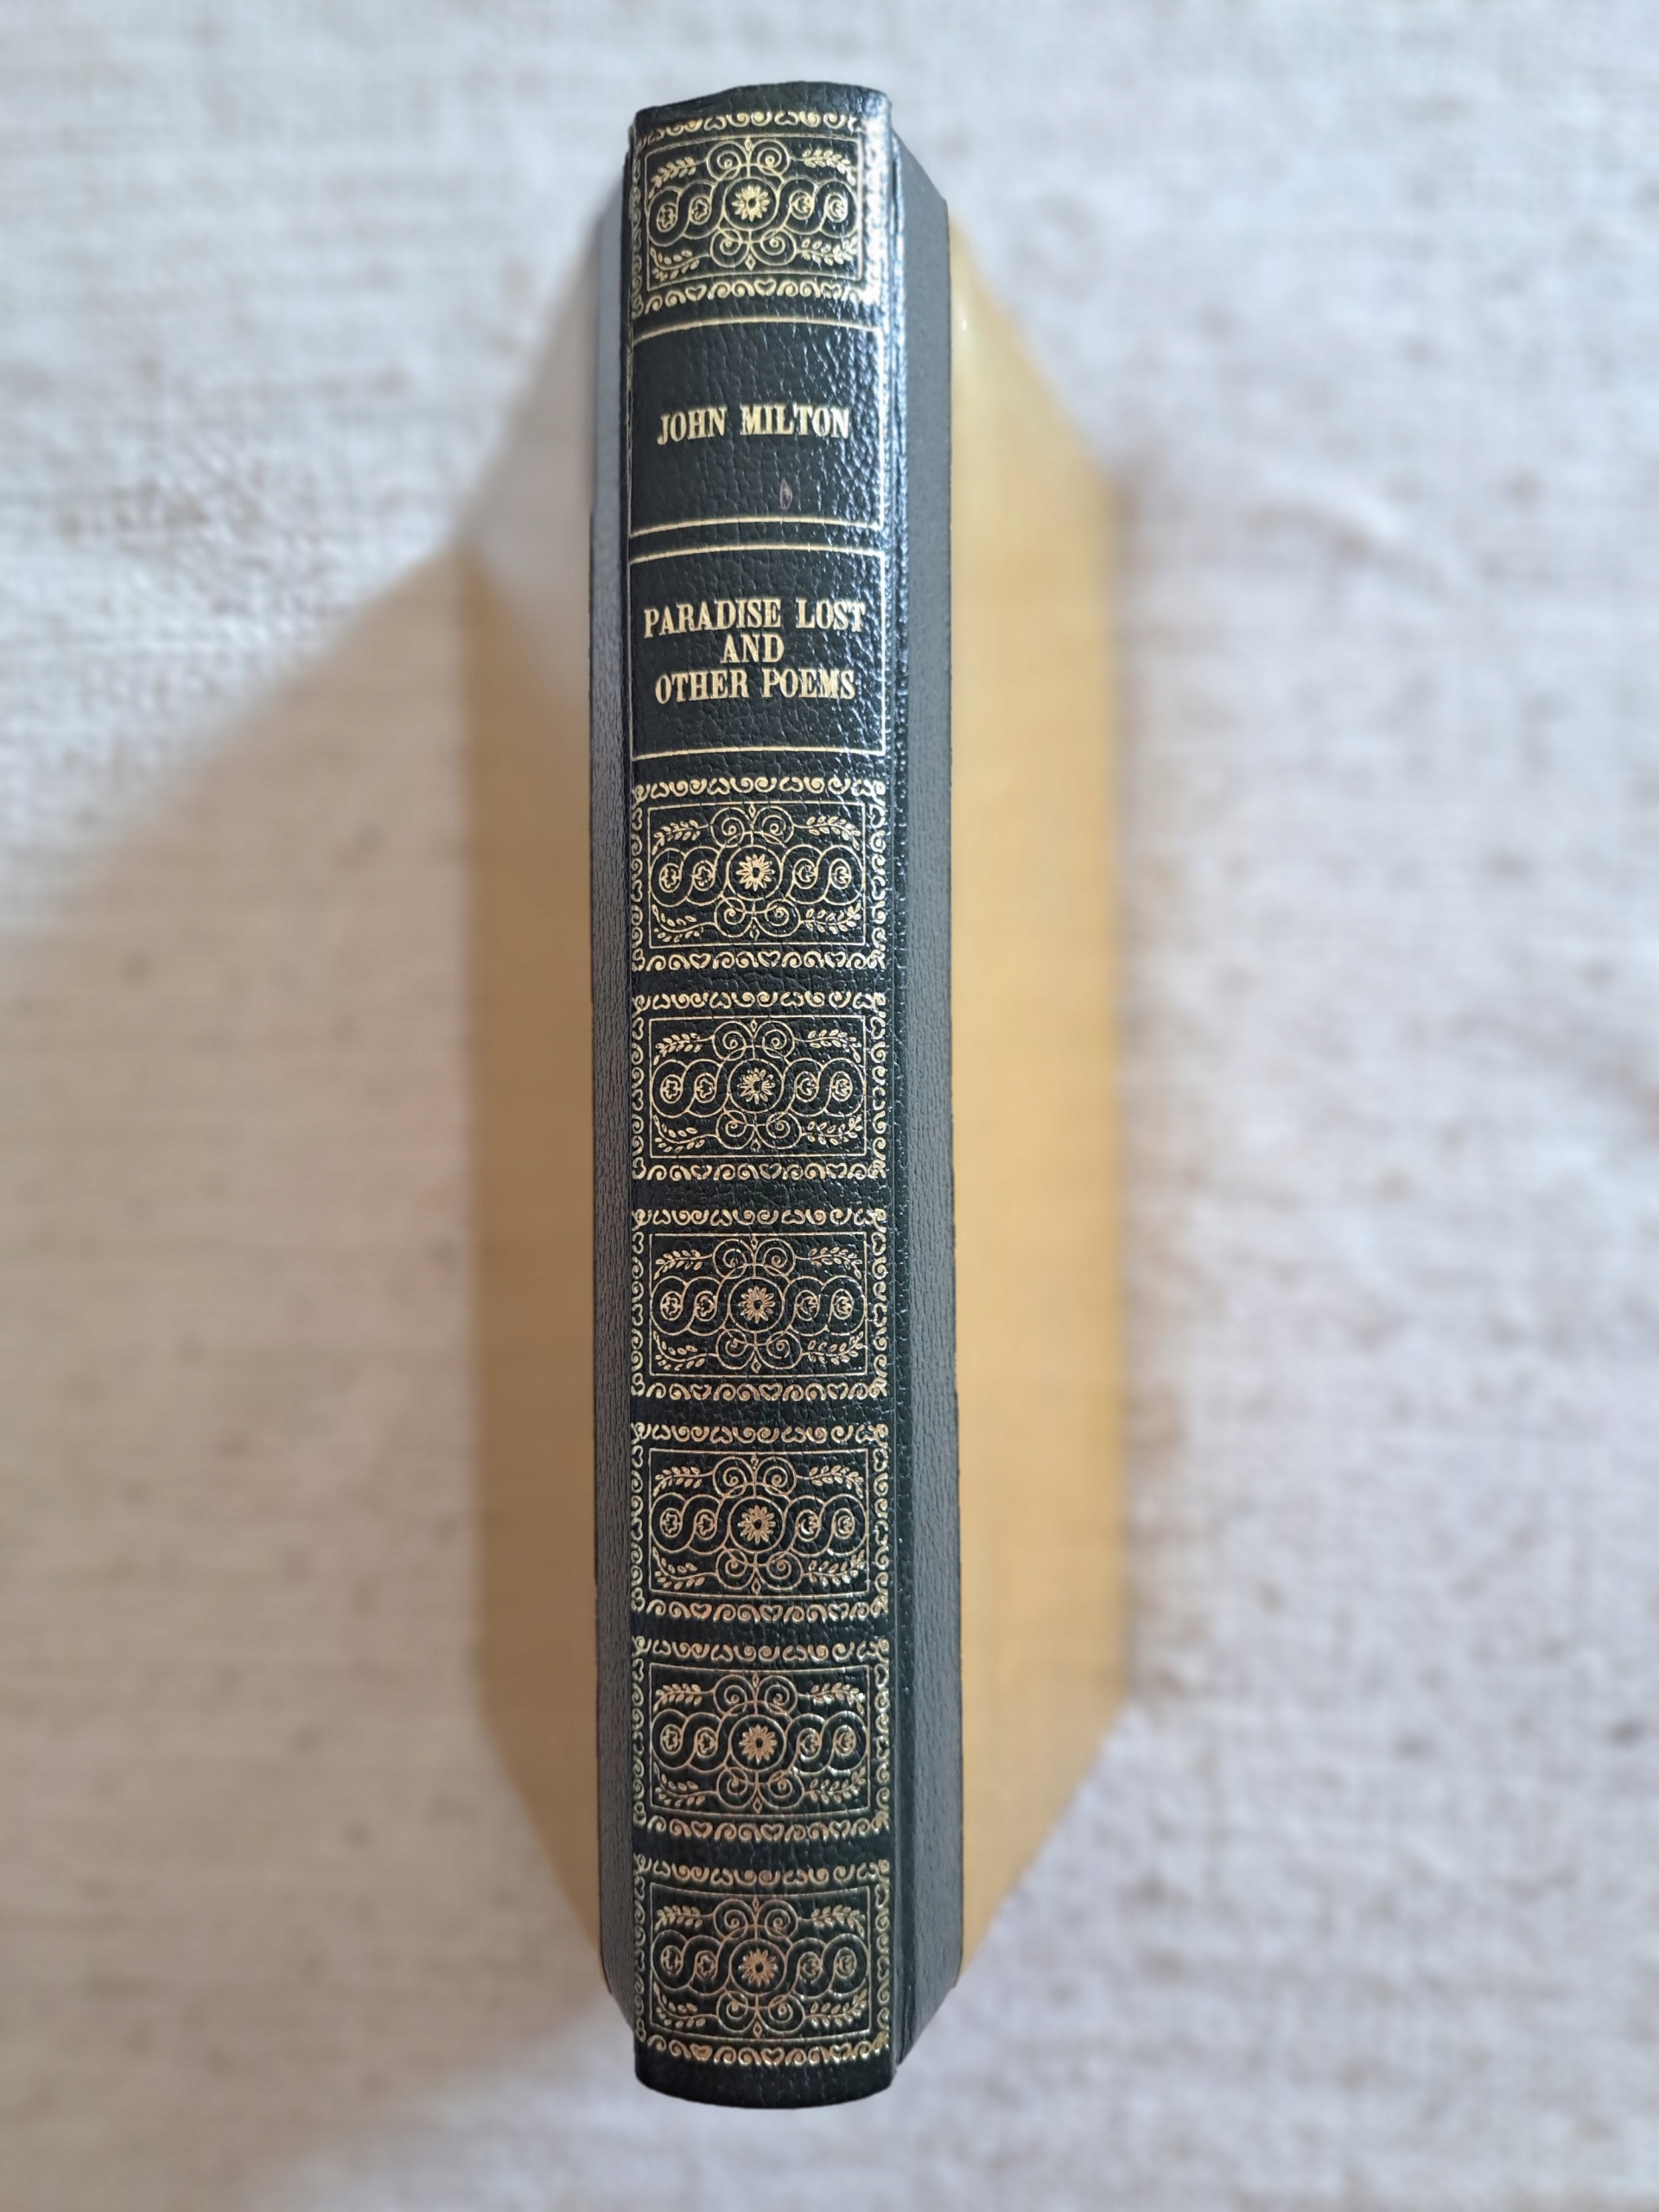 JOHN MILTON
PARADISE LOST
AND
OTHER POEMS